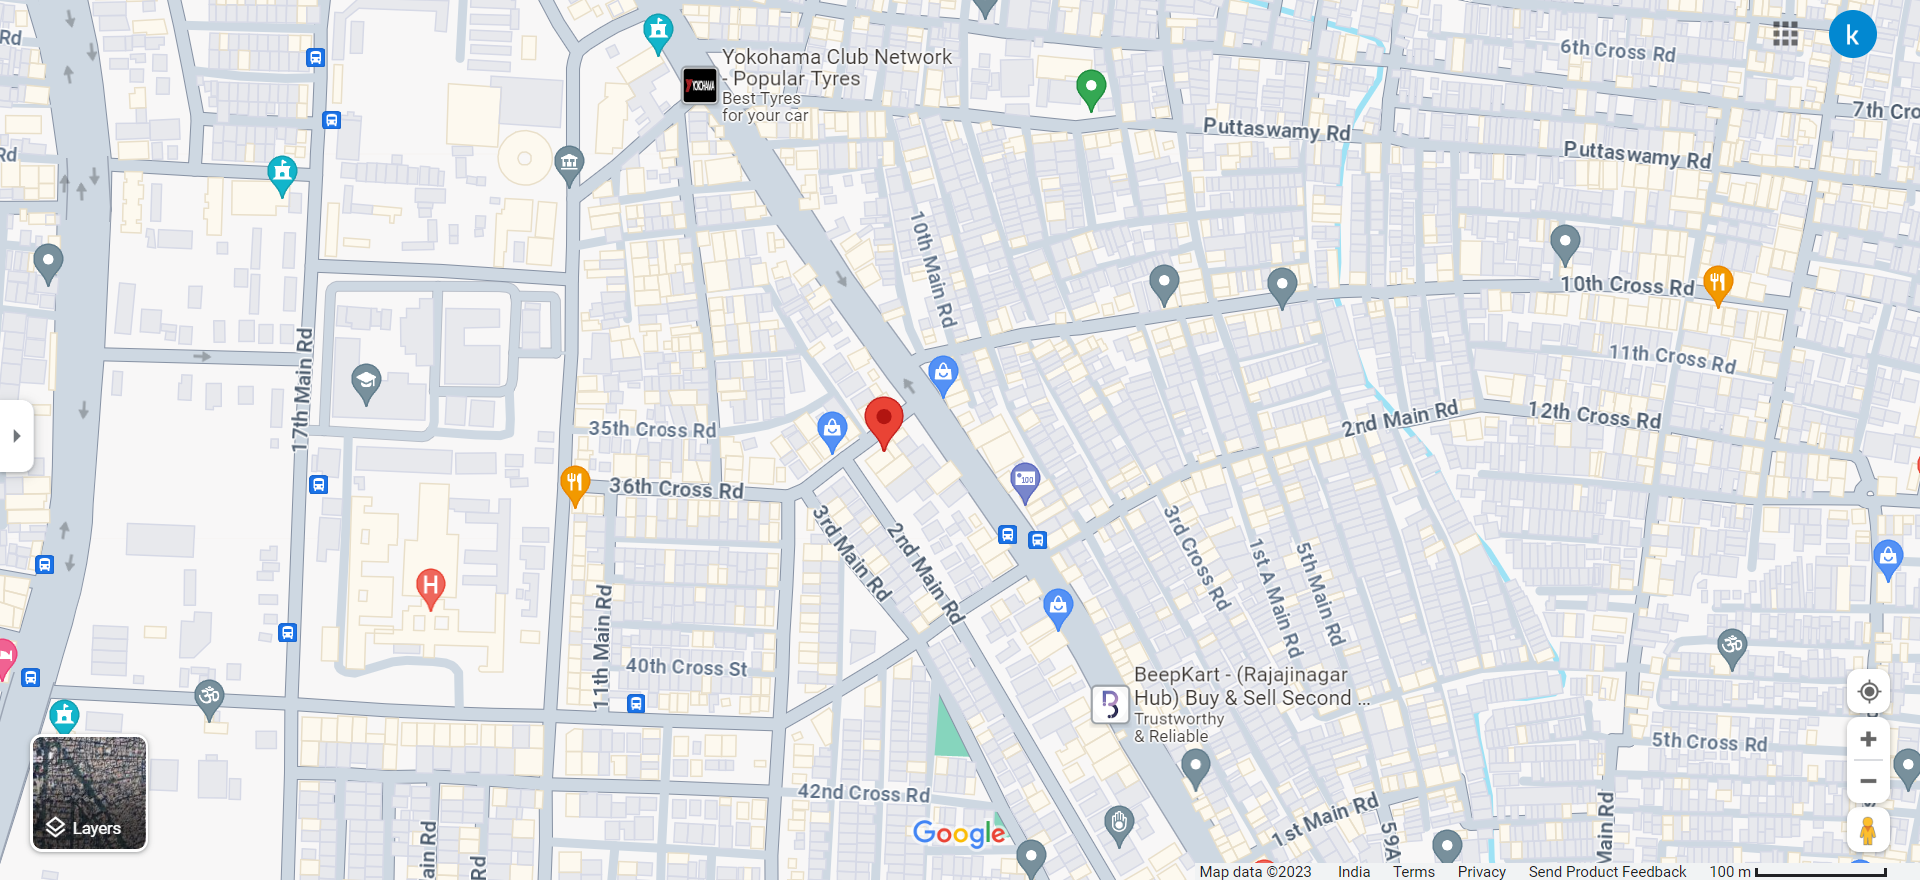 Rd
6th Cross Rd
k
Yokohama Club Network
- Popular Tyres
Best Tyres
for your car
YOKOHAMA
7th Cro
Puttaswamy Rd
Puttaswamy Rd
Rd
10th Main Rd
10th Cross Rd
17th Main Rd
11th Cross Rd
35th Cross Rd
2nd Main Rd
12th Cross Rd
36th Cross Rd
100
3rd Main Rd
2nd Main Rd
3rd Cross Rd
1st A Main Rd
5th Main Rd
H
11th Main Rd
40th Cross St
BeepKart - (Rajajinagar
Hub) Buy & Sell Second ...
Trustworthy
& Reliable
5th Cross Rd
42nd Cross Rd
1st Main Rd
59A
Main Rd
ain Rd
Rd
Layers
Google
Map data ©2023 India Terms Privacy Send Product Feedback 100 m